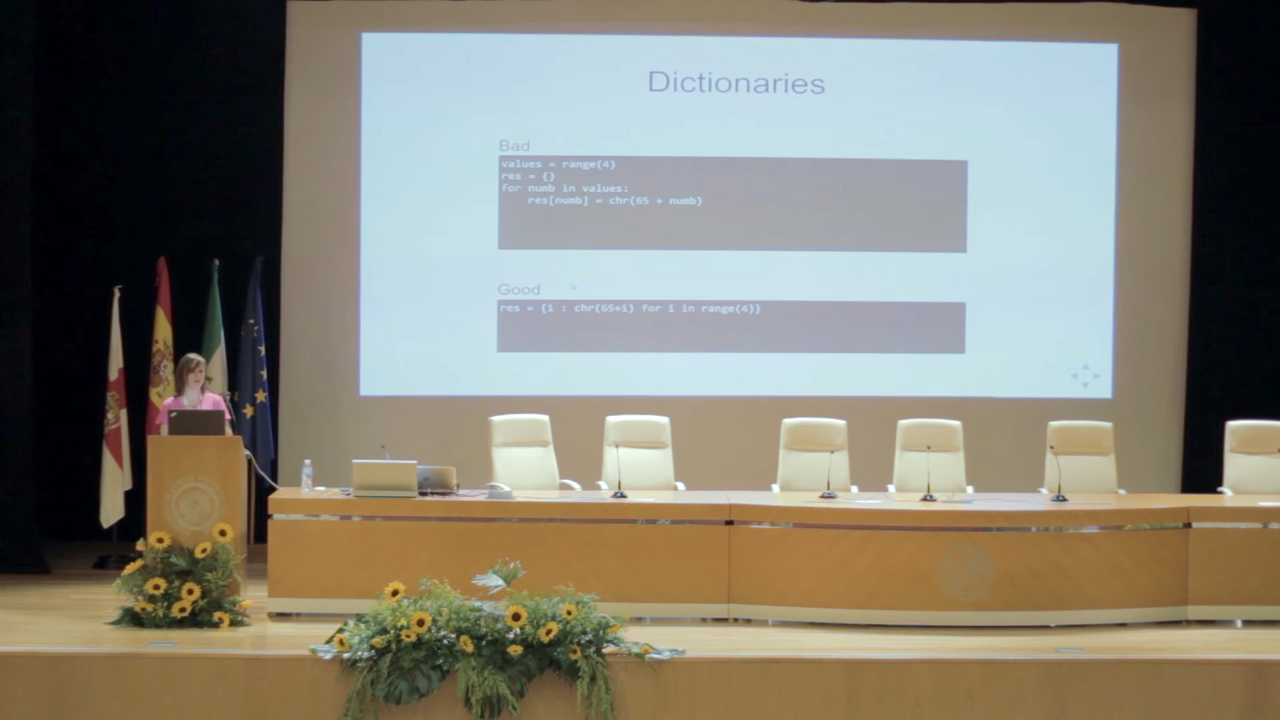 Dictionaries
Bad
values = range(4)
res = {}
for numb in values:
    res[numb] = chr(65 + numb)
Good
res = {i : chr(65+i) for i in range(4)}